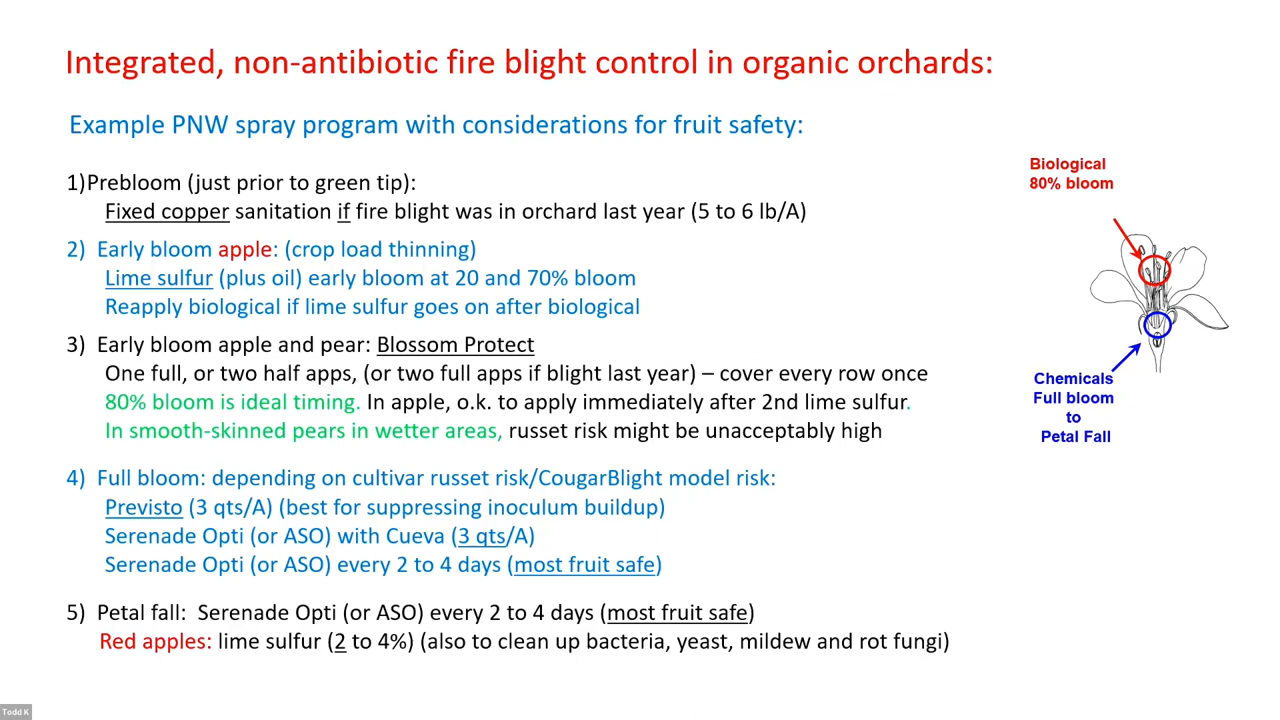 Integrated, non-antibiotic fire blight control in organic orchards:
Example PNW spray program with considerations for fruit safety:
1)Prebloom (just prior to green tip):
Fixed copper sanitation if fire blight was in orchard last year (5 to 6 lb/A)
2) Early bloom apple: (crop load thinning)
Lime sulfur (plus oil) early bloom at 20 and 70% bloom
Reapply biological if lime sulfur goes on after biological
3) Early bloom apple and pear: Blossom Protect
One full, or two half apps, (or two full apps if blight last year) – cover every row once
80% bloom is ideal timing. In apple, o.k. to apply immediately after 2nd lime sulfur.
In smooth-skinned pears in wetter areas, russet risk might be unacceptably high
4) Full bloom: depending on cultivar russet risk/CougarBlight model risk:
Previsto (3 qts/A) (best for suppressing inoculum buildup)
Serenade Opti (or ASO) with Cueva (3 qts/A)
Serenade Opti (or ASO) every 2 to 4 days (most fruit safe)
5) Petal fall: Serenade Opti (or ASO) every 2 to 4 days (most fruit safe)
Red apples: lime sulfur (2 to 4%) (also to clean up bacteria, yeast, mildew and rot fungi)
Biological
80% bloom
Chemicals
Full bloom
to
Petal Fall
Todd K